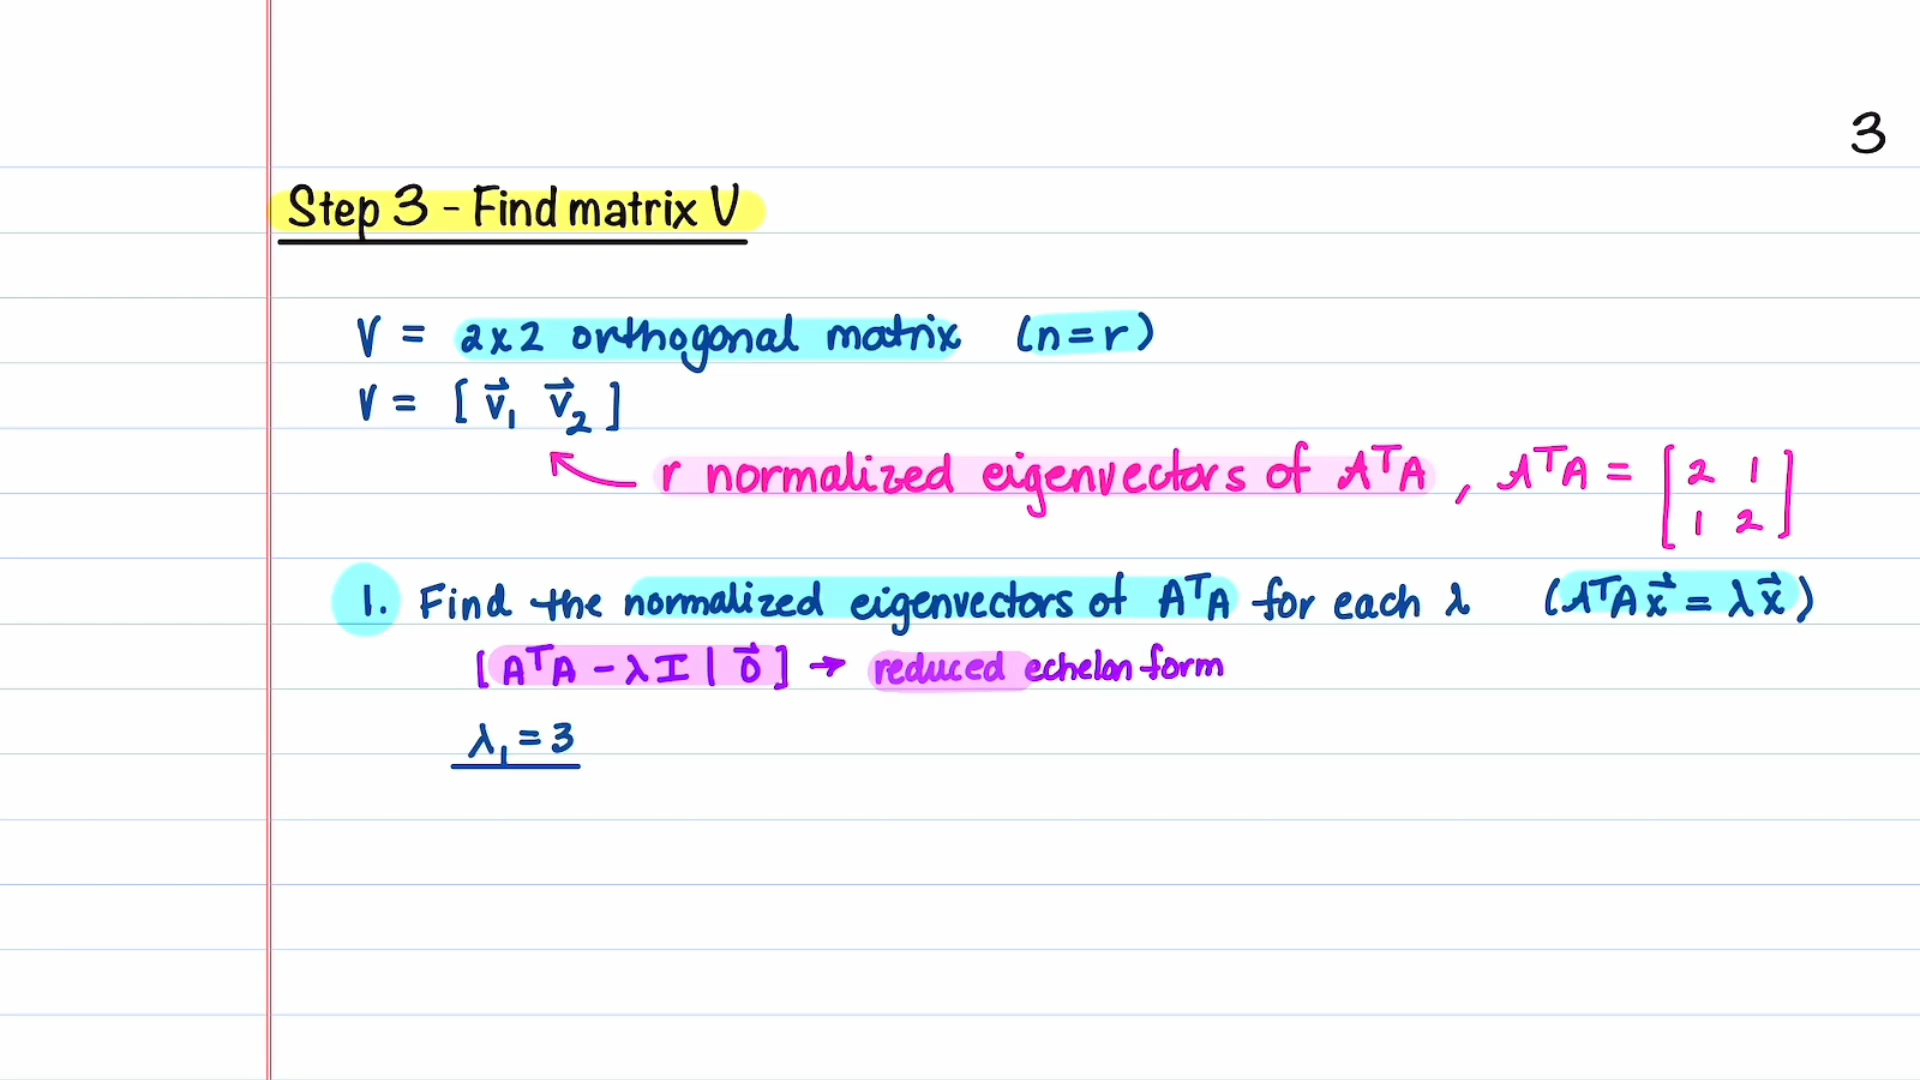 3
Step 3 - Find matrix V
V = 2x2 orthogonal matrix (n=r)
V = [ v⃗₁ v⃗₂ ]
r normalized eigenvectors of AᵀA , AᵀA = [ 2 1
1 2 ]
1. Find the normalized eigenvectors of AᵀA for each λ (AᵀAx⃗ = λx⃗)
[AᵀA - λI | 0⃗] → reduced echelon form
λ₁ = 3